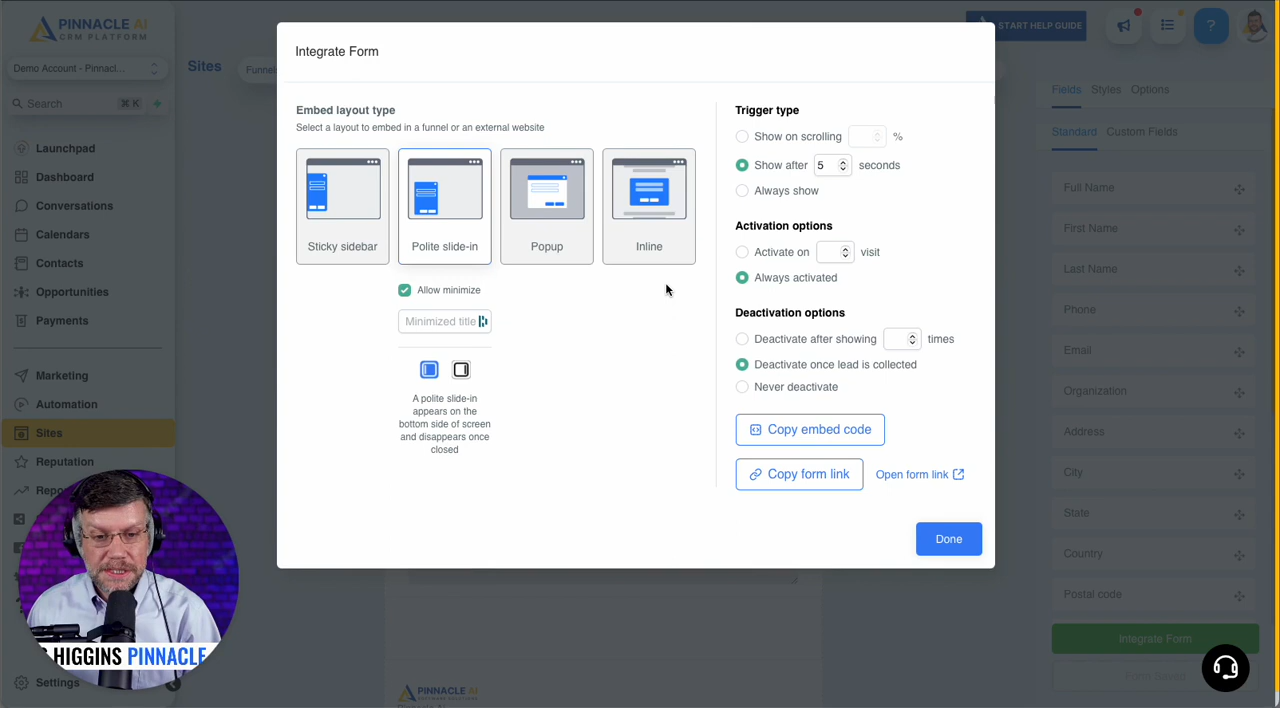 PINNACLE AI
CRM PLATFORM
Demo Account - Pinnacl...
Search
⌘ K
Launchpad
Dashboard
Conversations
Calendars
Contacts
Opportunities
Payments
Marketing
Automation
Sites
Reputation
Settings
HIGGINS PINNACLE
Sites
START HELP GUIDE
?
Integrate Form
Embed layout type
Select a layout to embed in a funnel or an external website
Sticky sidebar
Polite slide-in
Popup
Inline
Allow minimize
Minimized title
A polite slide-in
appears on the
bottom side of screen
and disappears once
closed
Trigger type
Show on scrolling %
Show after 5 seconds
Always show
Activation options
Activate on visit
Always activated
Deactivation options
Deactivate after showing times
Deactivate once lead is collected
Never deactivate
Copy embed code
Copy form link
Open form link
Done
Fields Styles Options
Standard Custom Fields
Full Name
First Name
Last Name
Phone
Email
Organization
Address
City
State
Country
Postal code
Integrate Form
Form Saved
PINNACLE AI